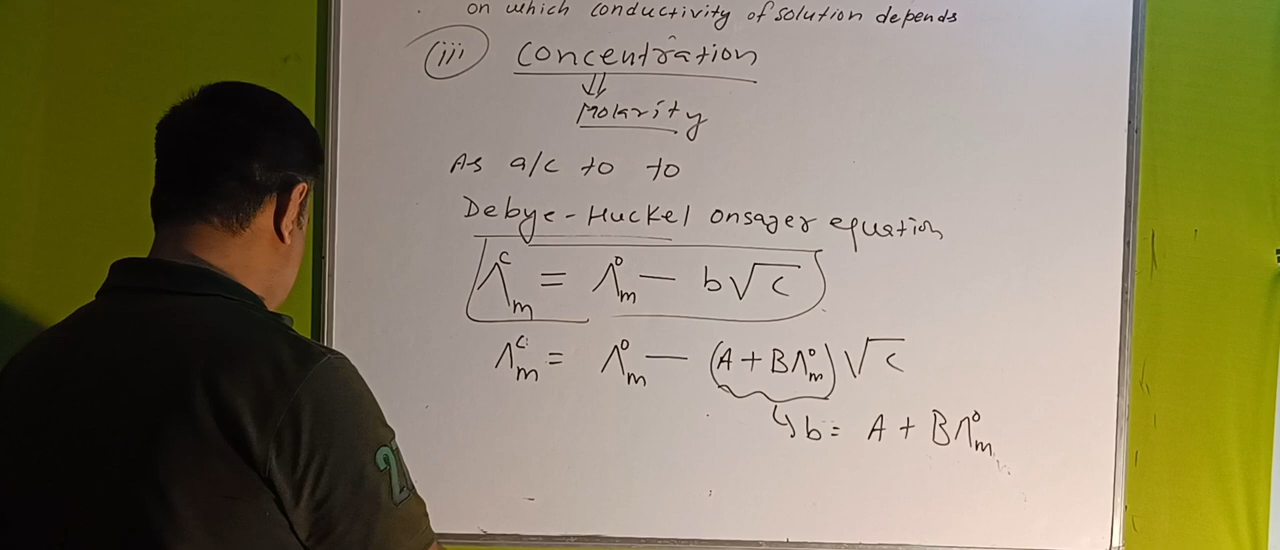 on which conductivity of solution depends
(iii) Concentration
⇓
Molarity
As a/c to to
Debye-Huckel onsager equation
Λᶜₘ = Λ°ₘ − b√c
Λᶜₘ = Λ°ₘ − (A + BΛ°ₘ)√c
↳ b = A + BΛ°ₘ